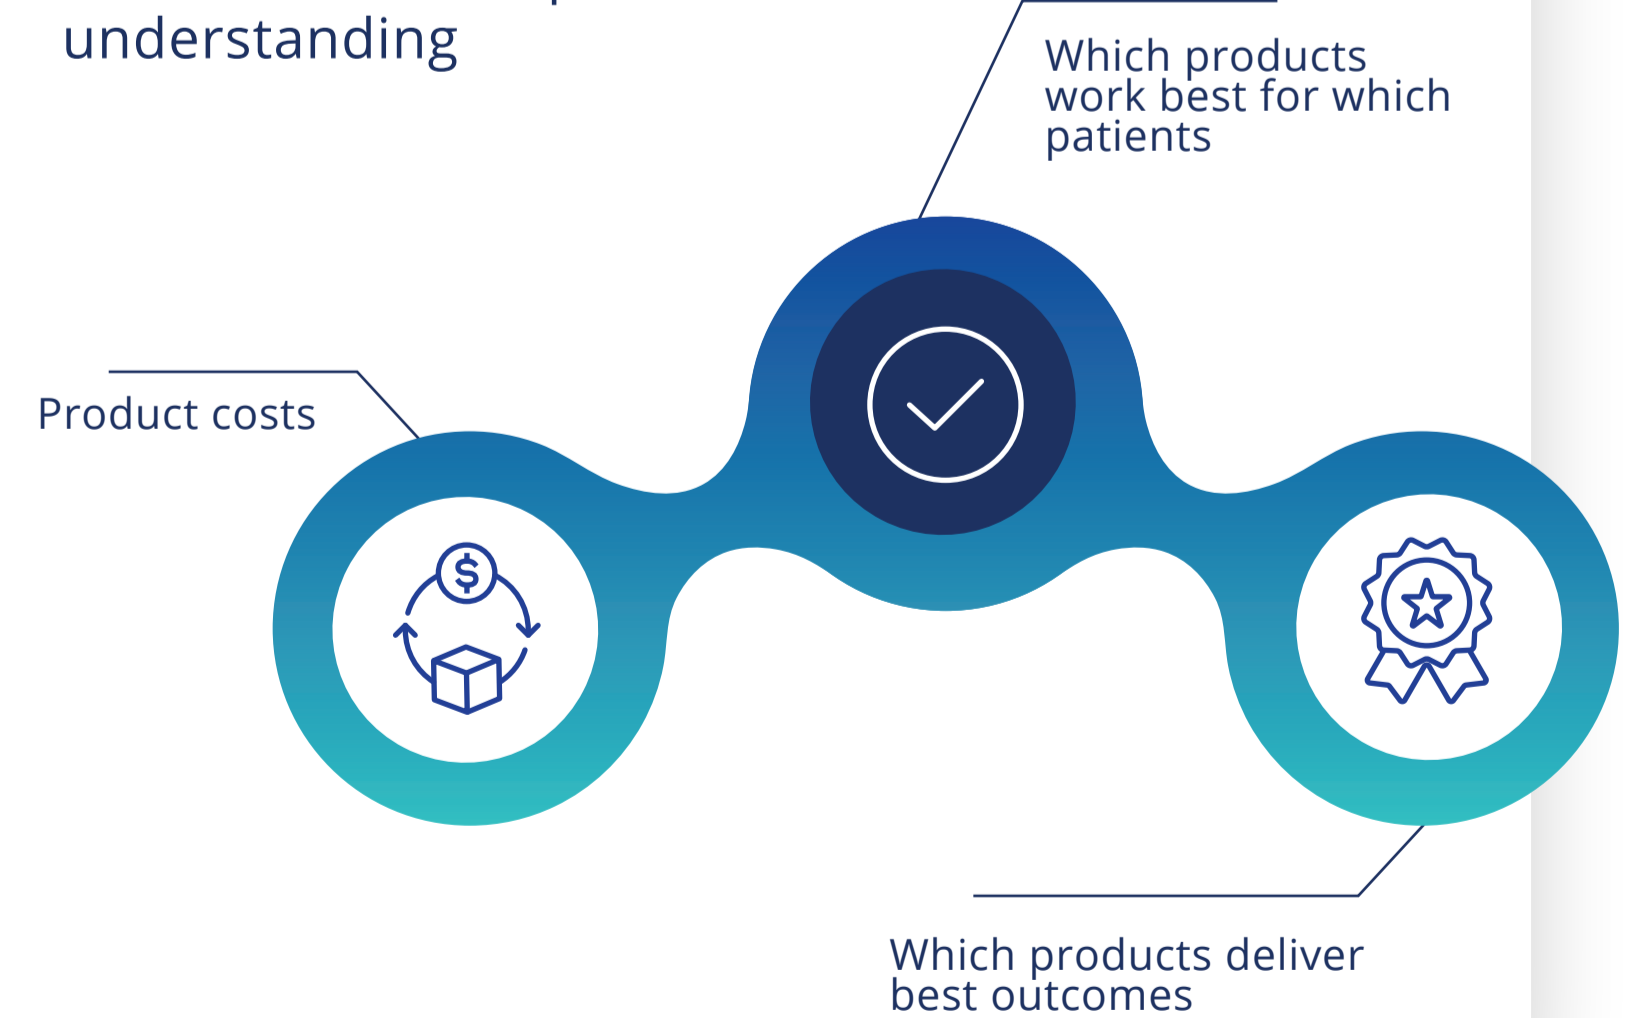 understanding
Which products
work best for which
patients
Product costs
$
Which products deliver
best outcomes